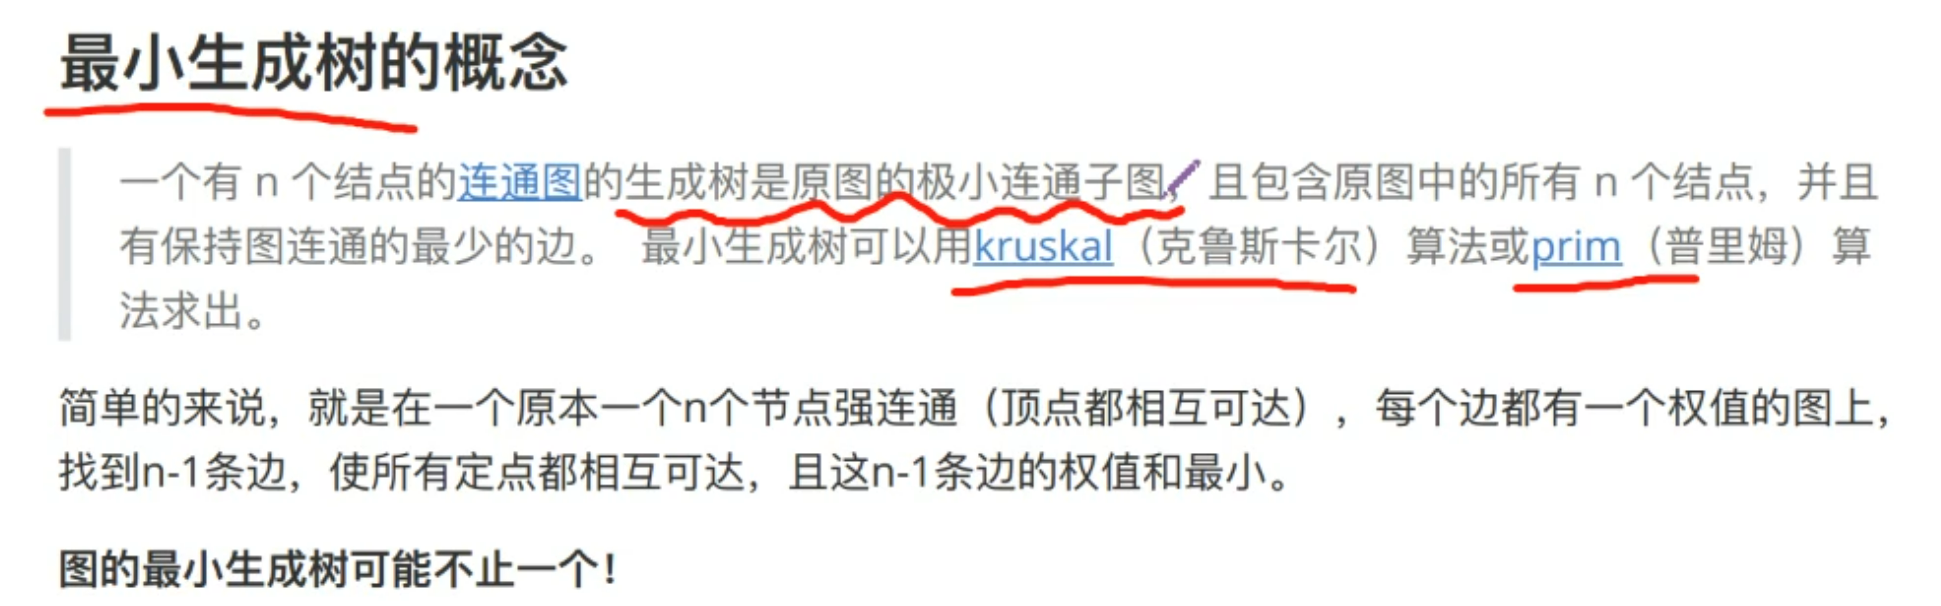 最小生成树的概念
一个有 n 个结点的连通图的生成树是原图的极小连通子图，且包含原图中的所有 n 个结点，并且
有保持图连通的最少的边。 最小生成树可以用kruskal（克鲁斯卡尔）算法或prim（普里姆）算
法求出。
简单的来说，就是在一个原本一个n个节点强连通（顶点都相互可达），每个边都有一个权值的图上，
找到n-1条边，使所有定点都相互可达，且这n-1条边的权值和最小。
图的最小生成树可能不止一个！